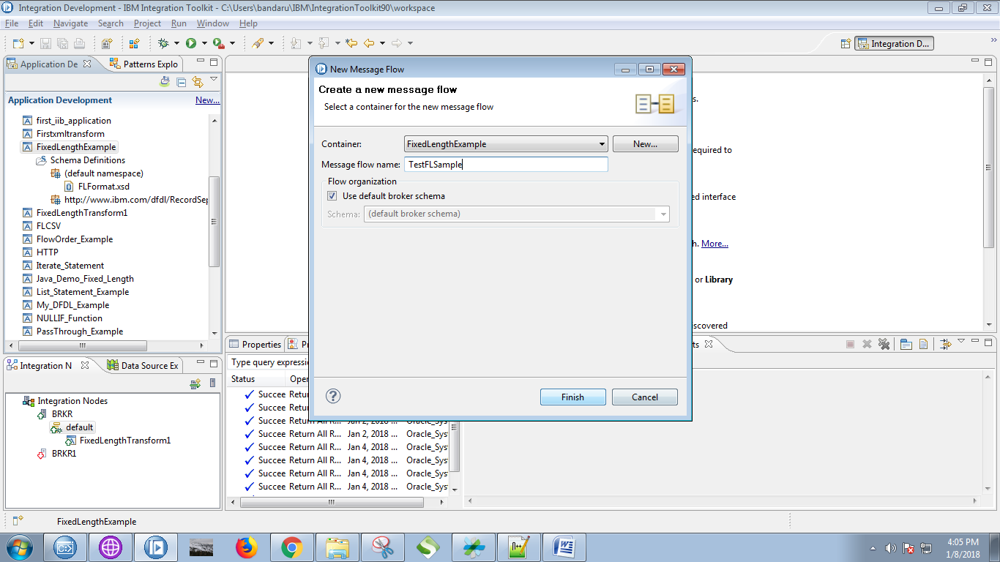 Integration Development - IBM Integration Toolkit - C:\Users\bandaru\IBM\IntegrationToolkit90\workspace
File Edit Navigate Search Project Run Window Help
Integration D...
Application De
Patterns Explo
Application Development New...
first_iib_application
Firstxmltransform
FixedLengthExample
Schema Definitions
(default namespace)
FLFormat.xsd
http://www.ibm.com/dfdl/RecordSep
FixedLengthTransform1
FLCSV
FlowOrder_Example
HTTP
Iterate_Statement
Java_Demo_Fixed_Length
List_Statement_Example
My_DFDL_Example
NULLIF_Function
PassThrough_Example
New Message Flow
Create a new message flow
Select a container for the new message flow
Container: FixedLengthExample New...
Message flow name: TestFLSample
Flow organization
Use default broker schema
Schema: (default broker schema)
Finish Cancel
s.
equired to
ed interface
h. More...
or Library
scovered
Integration N
Data Source Ex
Integration Nodes
BRKR
default
FixedLengthTransform1
BRKR1
Properties
Type query expressi
Status Oper
Succee Retur
Succee Retur
Succee Return All R... Jan 2, 2018 ... Oracle_Sys
Succee Return All R... Jan 2, 2018 ... Oracle_Sys
Succee Return All R... Jan 4, 2018 ... Oracle_Sys
Succee Return All R... Jan 4, 2018 ... Oracle_Sys
Succee Return All R... Jan 4, 2018 ... Oracle_Sys
Succee Return All R... Jan 4, 2018 ... Oracle_Sys
FixedLengthExample
4:05 PM
1/8/2018